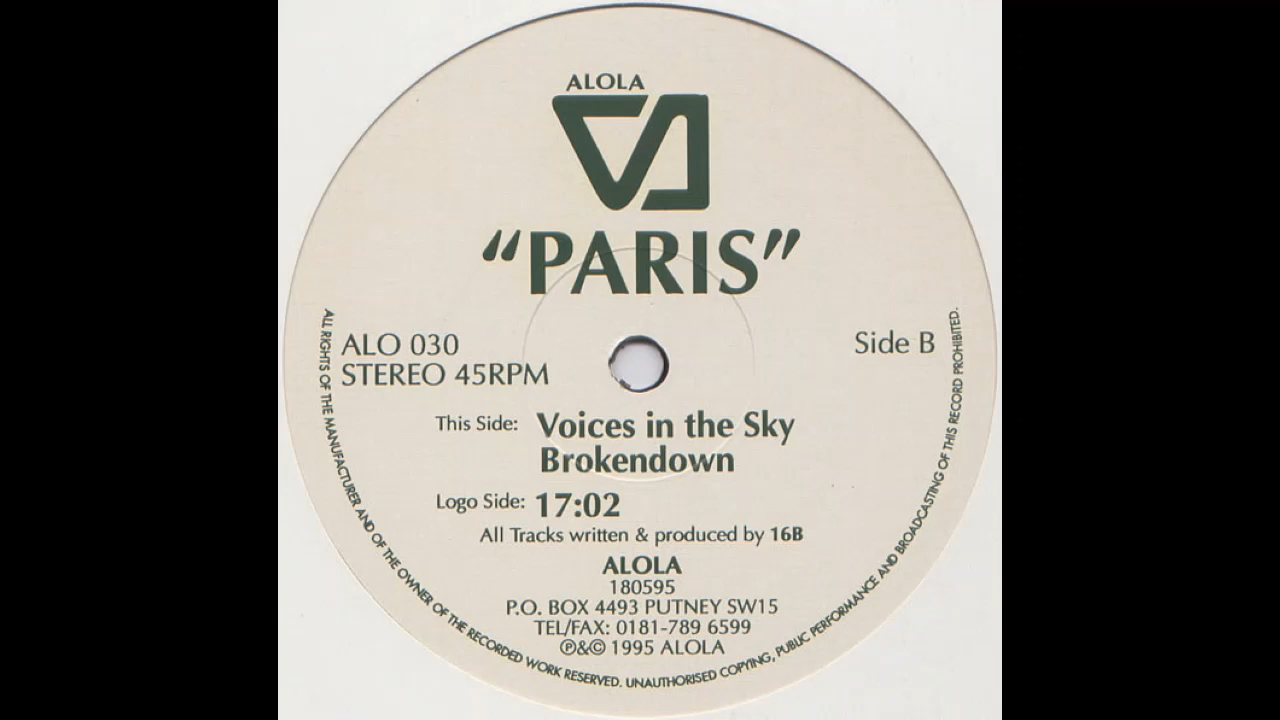 ALOLA
"PARIS"
ALO 030
Side B
STEREO 45RPM
This Side: Voices in the Sky
Brokendown
Logo Side: 17:02
All Tracks written & produced by 16B
ALOLA
180595
P.O. BOX 4493 PUTNEY SW15
TEL/FAX: 0181-789 6599
℗&© 1995 ALOLA
ALL RIGHTS OF THE MANUFACTURER AND OF THE OWNER OF THE RECORDED WORK RESERVED. UNAUTHORISED COPYING, PUBLIC PERFORMANCE AND BROADCASTING OF THIS RECORD PROHIBITED.